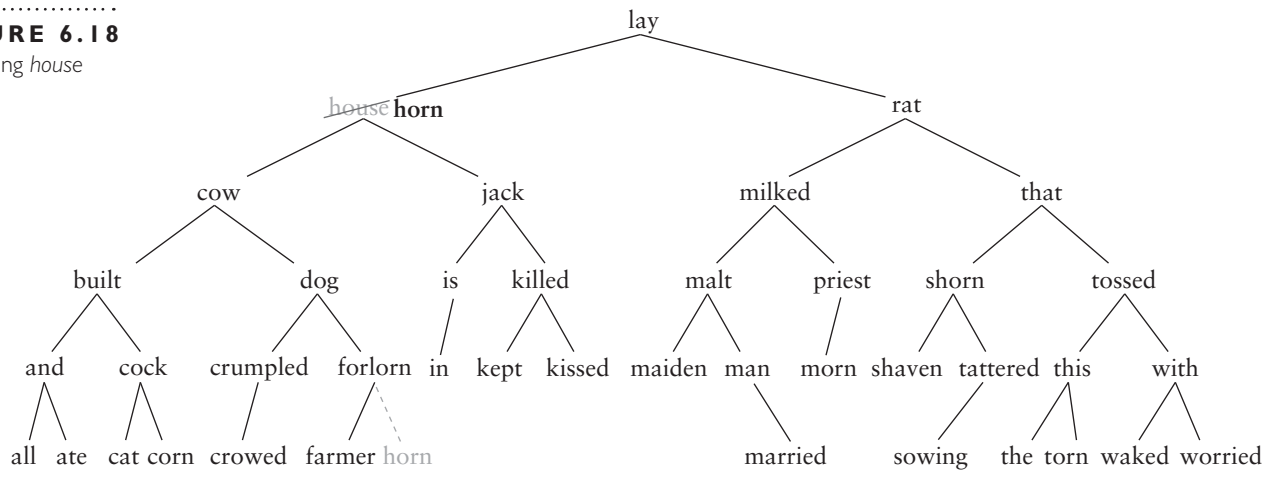 URE 6.18
ng house
lay
house horn
rat
cow
jack
milked
that
built
dog
is
killed
malt
priest
shorn
tossed
and
cock
crumpled
forlorn
in
kept
kissed
maiden
man
morn
shaven
tattered
this
with
all
ate
cat
corn
crowed
farmer
horn
married
sowing
the
torn
waked
worried